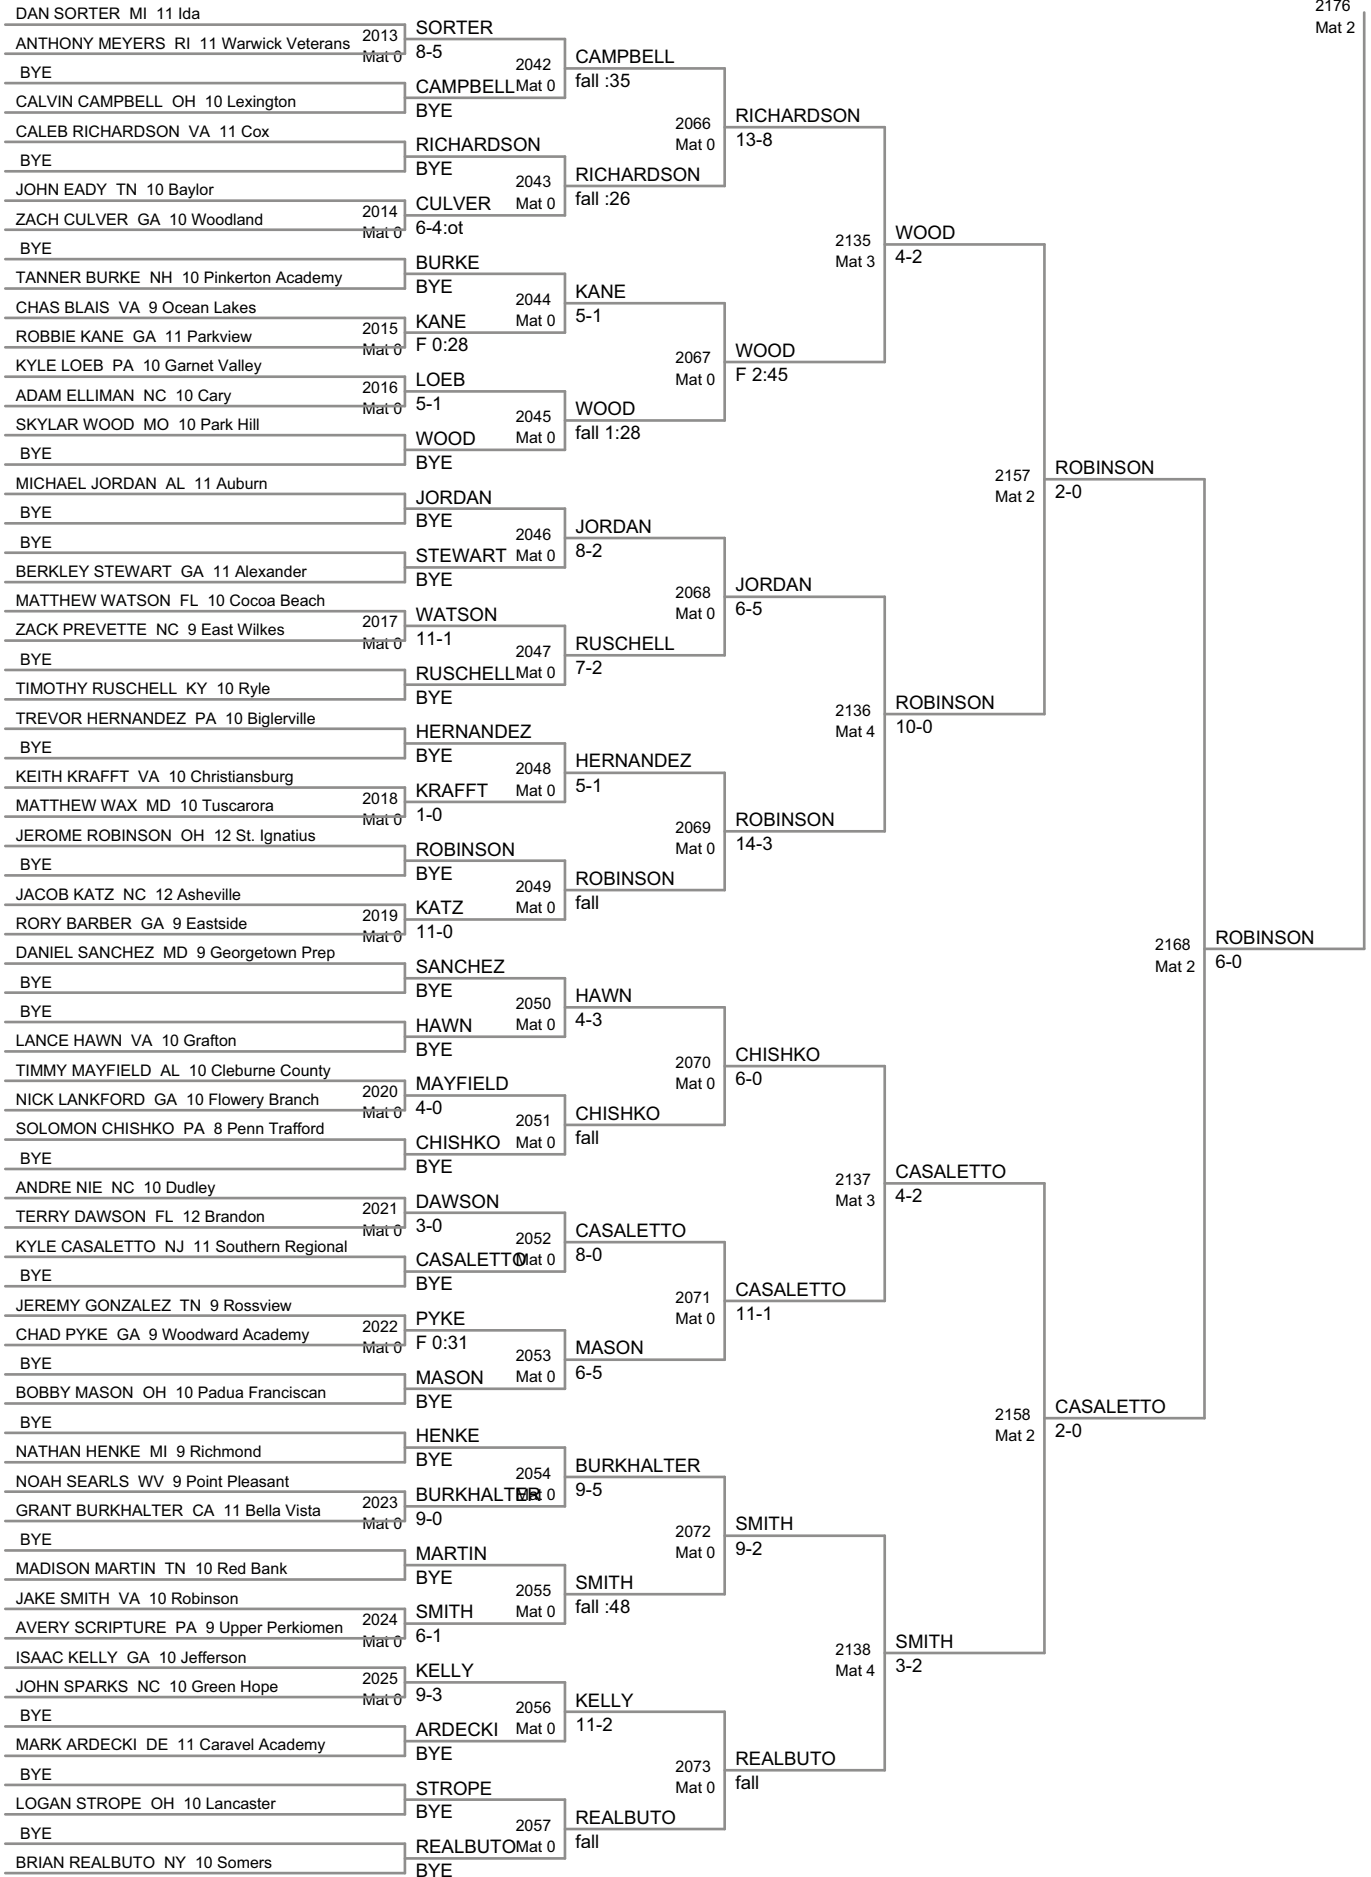 2176
Mat 2
DAN SORTER MI 11 Ida
ANTHONY MEYERS RI 11 Warwick Veterans
BYE
CALVIN CAMPBELL OH 10 Lexington
CALEB RICHARDSON VA 11 Cox
BYE
JOHN EADY TN 10 Baylor
ZACH CULVER GA 10 Woodland
BYE
TANNER BURKE NH 10 Pinkerton Academy
CHAS BLAIS VA 9 Ocean Lakes
ROBBIE KANE GA 11 Parkview
KYLE LOEB PA 10 Garnet Valley
ADAM ELLIMAN NC 10 Cary
SKYLAR WOOD MO 10 Park Hill
BYE
MICHAEL JORDAN AL 11 Auburn
BYE
BYE
BERKLEY STEWART GA 11 Alexander
MATTHEW WATSON FL 10 Cocoa Beach
ZACK PREVETTE NC 9 East Wilkes
BYE
TIMOTHY RUSCHELL KY 10 Ryle
TREVOR HERNANDEZ PA 10 Biglerville
BYE
KEITH KRAFFT VA 10 Christiansburg
MATTHEW WAX MD 10 Tuscarora
JEROME ROBINSON OH 12 St. Ignatius
BYE
JACOB KATZ NC 12 Asheville
RORY BARBER GA 9 Eastside
DANIEL SANCHEZ MD 9 Georgetown Prep
BYE
BYE
LANCE HAWN VA 10 Grafton
TIMMY MAYFIELD AL 10 Cleburne County
NICK LANKFORD GA 10 Flowery Branch
SOLOMON CHISHKO PA 8 Penn Trafford
BYE
ANDRE NIE NC 10 Dudley
TERRY DAWSON FL 12 Brandon
KYLE CASALETTO NJ 11 Southern Regional
BYE
JEREMY GONZALEZ TN 9 Rossview
CHAD PYKE GA 9 Woodward Academy
BYE
BOBBY MASON OH 10 Padua Franciscan
BYE
NATHAN HENKE MI 9 Richmond
NOAH SEARLS WV 9 Point Pleasant
GRANT BURKHALTER CA 11 Bella Vista
BYE
MADISON MARTIN TN 10 Red Bank
JAKE SMITH VA 10 Robinson
AVERY SCRIPTURE PA 9 Upper Perkiomen
ISAAC KELLY GA 10 Jefferson
JOHN SPARKS NC 10 Green Hope
BYE
MARK ARDECKI DE 11 Caravel Academy
BYE
LOGAN STROPE OH 10 Lancaster
BYE
BRIAN REALBUTO NY 10 Somers
2013
Mat 0
2014
Mat 0
2015
Mat 0
2016
Mat 0
2017
Mat 0
2018
Mat 0
2019
Mat 0
2020
Mat 0
2021
Mat 0
2022
Mat 0
2023
Mat 0
2024
Mat 0
2025
Mat 0
SORTER
8-5
CAMPBELL
BYE
RICHARDSON
BYE
CULVER
6-4:ot
BURKE
BYE
KANE
F 0:28
LOEB
5-1
WOOD
BYE
JORDAN
BYE
STEWART
BYE
WATSON
11-1
RUSCHELL
BYE
HERNANDEZ
BYE
KRAFFT
1-0
ROBINSON
BYE
KATZ
11-0
SANCHEZ
BYE
HAWN
BYE
MAYFIELD
4-0
CHISHKO
BYE
DAWSON
3-0
CASALETTO
BYE
PYKE
F 0:31
MASON
BYE
HENKE
BYE
BURKHALTER
9-0
MARTIN
BYE
SMITH
6-1
KELLY
9-3
ARDECKI
BYE
STROPE
BYE
REALBUTO
BYE
2042
Mat 0
2043
Mat 0
2044
Mat 0
2045
Mat 0
2046
Mat 0
2047
Mat 0
2048
Mat 0
2049
Mat 0
2050
Mat 0
2051
Mat 0
2052
Mat 0
2053
Mat 0
2054
Mat 0
2055
Mat 0
2056
Mat 0
2057
Mat 0
CAMPBELL
fall :35
RICHARDSON
fall :26
KANE
5-1
WOOD
fall 1:28
JORDAN
8-2
RUSCHELL
7-2
HERNANDEZ
5-1
ROBINSON
fall
HAWN
4-3
CHISHKO
fall
CASALETTO
8-0
MASON
6-5
BURKHALTER
9-5
SMITH
fall :48
KELLY
11-2
REALBUTO
fall
2066
Mat 0
2067
Mat 0
2068
Mat 0
2069
Mat 0
2070
Mat 0
2071
Mat 0
2072
Mat 0
2073
Mat 0
RICHARDSON
13-8
WOOD
F 2:45
JORDAN
6-5
ROBINSON
14-3
CHISHKO
6-0
CASALETTO
11-1
SMITH
9-2
REALBUTO
fall
2135
Mat 3
2136
Mat 4
2137
Mat 3
2138
Mat 4
WOOD
4-2
ROBINSON
10-0
CASALETTO
4-2
SMITH
3-2
2157
Mat 2
2158
Mat 2
ROBINSON
2-0
CASALETTO
2-0
2168
Mat 2
ROBINSON
6-0